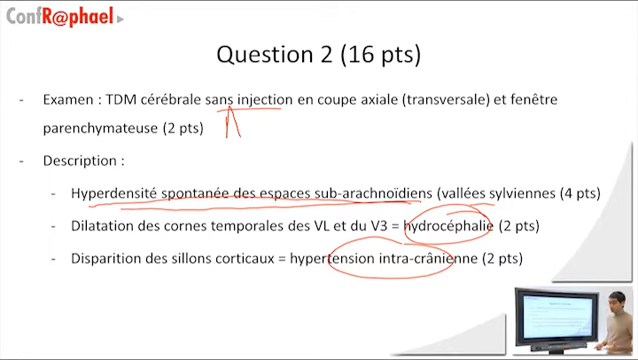 ConfR@phael
Question 2 (16 pts)
- Examen : TDM cérébrale sans injection en coupe axiale (transversale) et fenêtre
parenchymateuse (2 pts)
- Description :
- Hyperdensité spontanée des espaces sub-arachnoïdiens (vallées sylviennes (4 pts)
- Dilatation des cornes temporales des VL et du V3 = hydrocéphalie (2 pts)
- Disparition des sillons corticaux = hypertension intra-crânienne (2 pts)